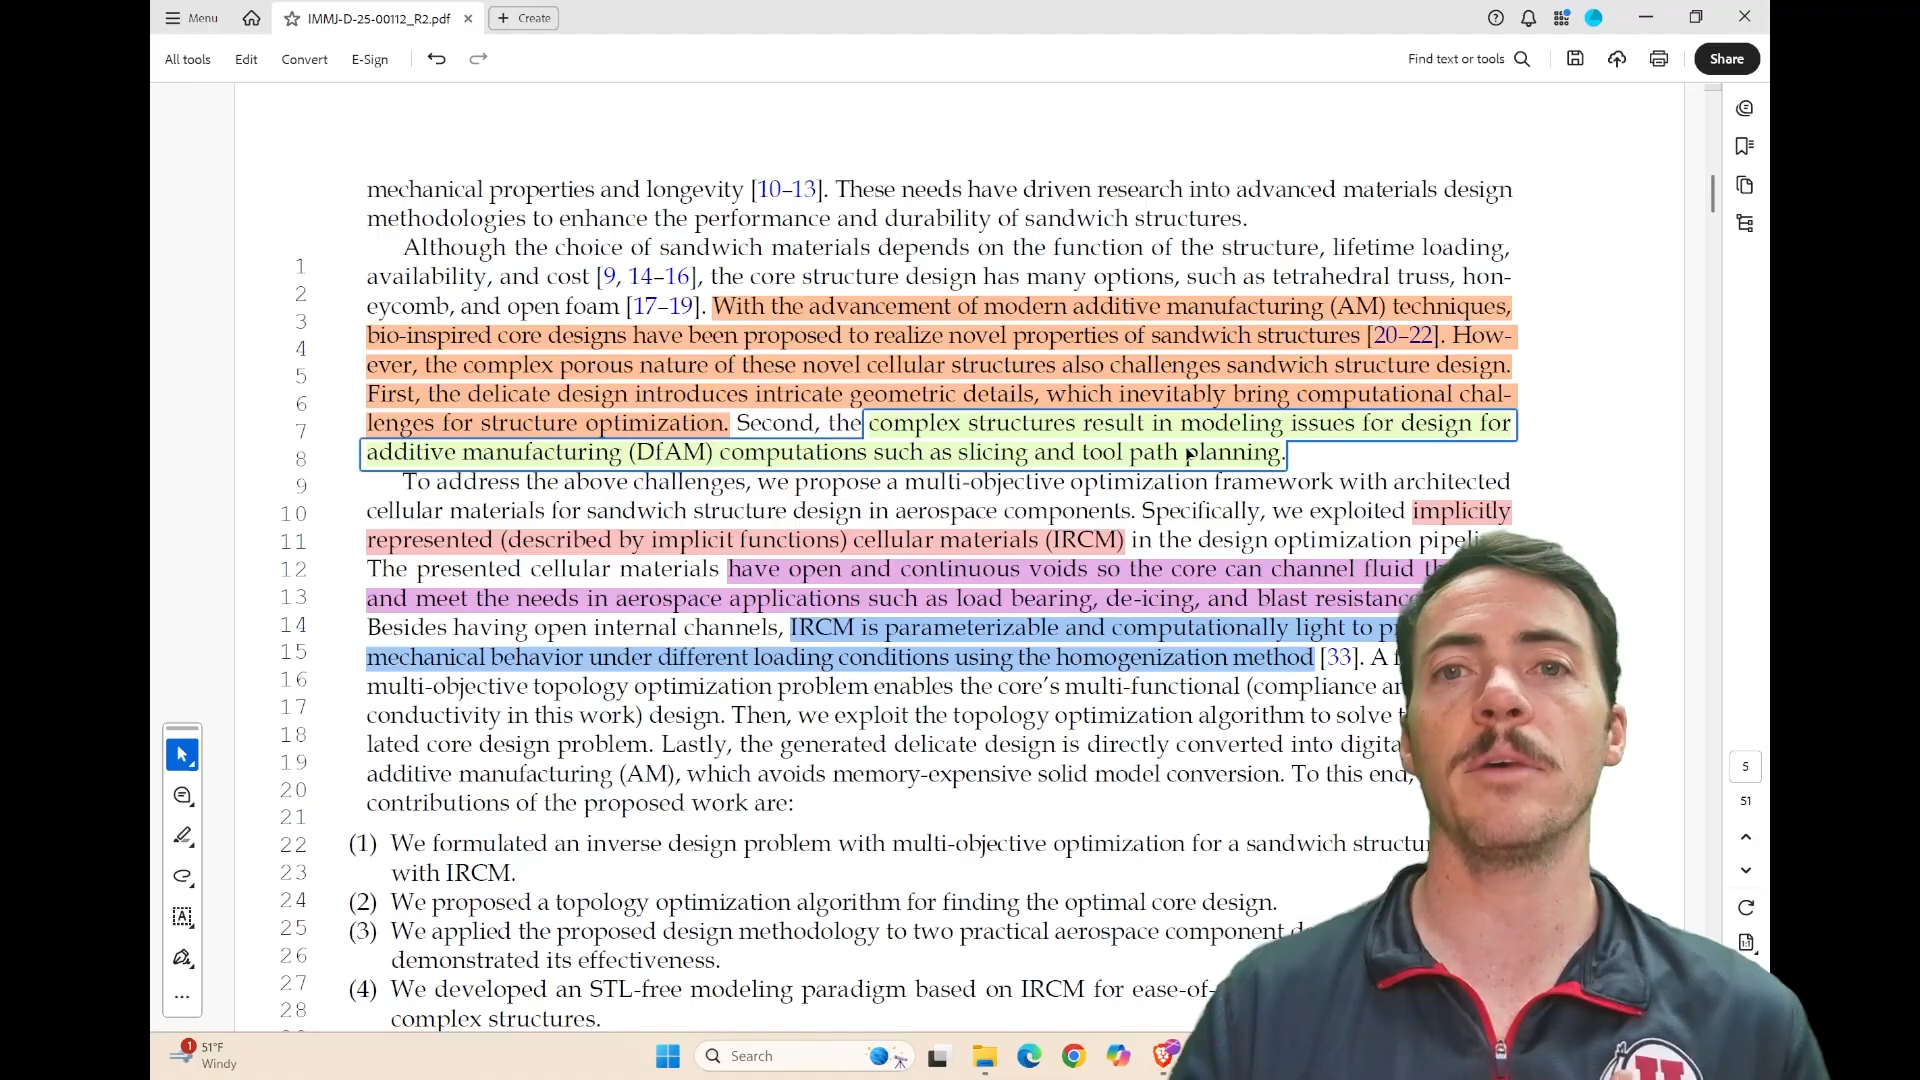 Menu
IMMJ-D-25-00112_R2.pdf
Create
All tools
Edit
Convert
E-Sign
Find text or tools
Share
mechanical properties and longevity [10–13]. These needs have driven research into advanced materials design
methodologies to enhance the performance and durability of sandwich structures.
Although the choice of sandwich materials depends on the function of the structure, lifetime loading,
1
availability, and cost [9, 14–16], the core structure design has many options, such as tetrahedral truss, hon-
2
eycomb, and open foam [17–19]. With the advancement of modern additive manufacturing (AM) techniques,
3
bio-inspired core designs have been proposed to realize novel properties of sandwich structures [20–22]. How-
4
ever, the complex porous nature of these novel cellular structures also challenges sandwich structure design.
5
First, the delicate design introduces intricate geometric details, which inevitably bring computational chal-
6
lenges for structure optimization. Second, the complex structures result in modeling issues for design for
7
additive manufacturing (DfAM) computations such as slicing and tool path planning.
8
To address the above challenges, we propose a multi-objective optimization framework with architected
9
cellular materials for sandwich structure design in aerospace components. Specifically, we exploited implicitly
10
represented (described by implicit functions) cellular materials (IRCM) in the design optimization
11
The presented cellular materials have open and continuous voids so the core can channel fluid
12
and meet the needs in aerospace applications such as load bearing, de-icing, and blast
13
Besides having open internal channels, IRCM is parameterizable and computationally light to
14
mechanical behavior under different loading conditions using the homogenization method [33]. A
15
multi-objective topology optimization problem enables the core's multi-functional (compliance
16
conductivity in this work) design. Then, we exploit the topology optimization algorithm to solve
17
lated core design problem. Lastly, the generated delicate design is directly converted into
18
additive manufacturing (AM), which avoids memory-expensive solid model conversion. To this end,
19
contributions of the proposed work are:
20
21
(1) We formulated an inverse design problem with multi-objective optimization for a sandwich
22
with IRCM.
23
(2) We proposed a topology optimization algorithm for finding the optimal core design.
24
(3) We applied the proposed design methodology to two practical aerospace component
25
demonstrated its effectiveness.
26
(4) We developed an STL-free modeling paradigm based on IRCM for
27
complex structures.
28
5
51
1
51°F
Windy
Search